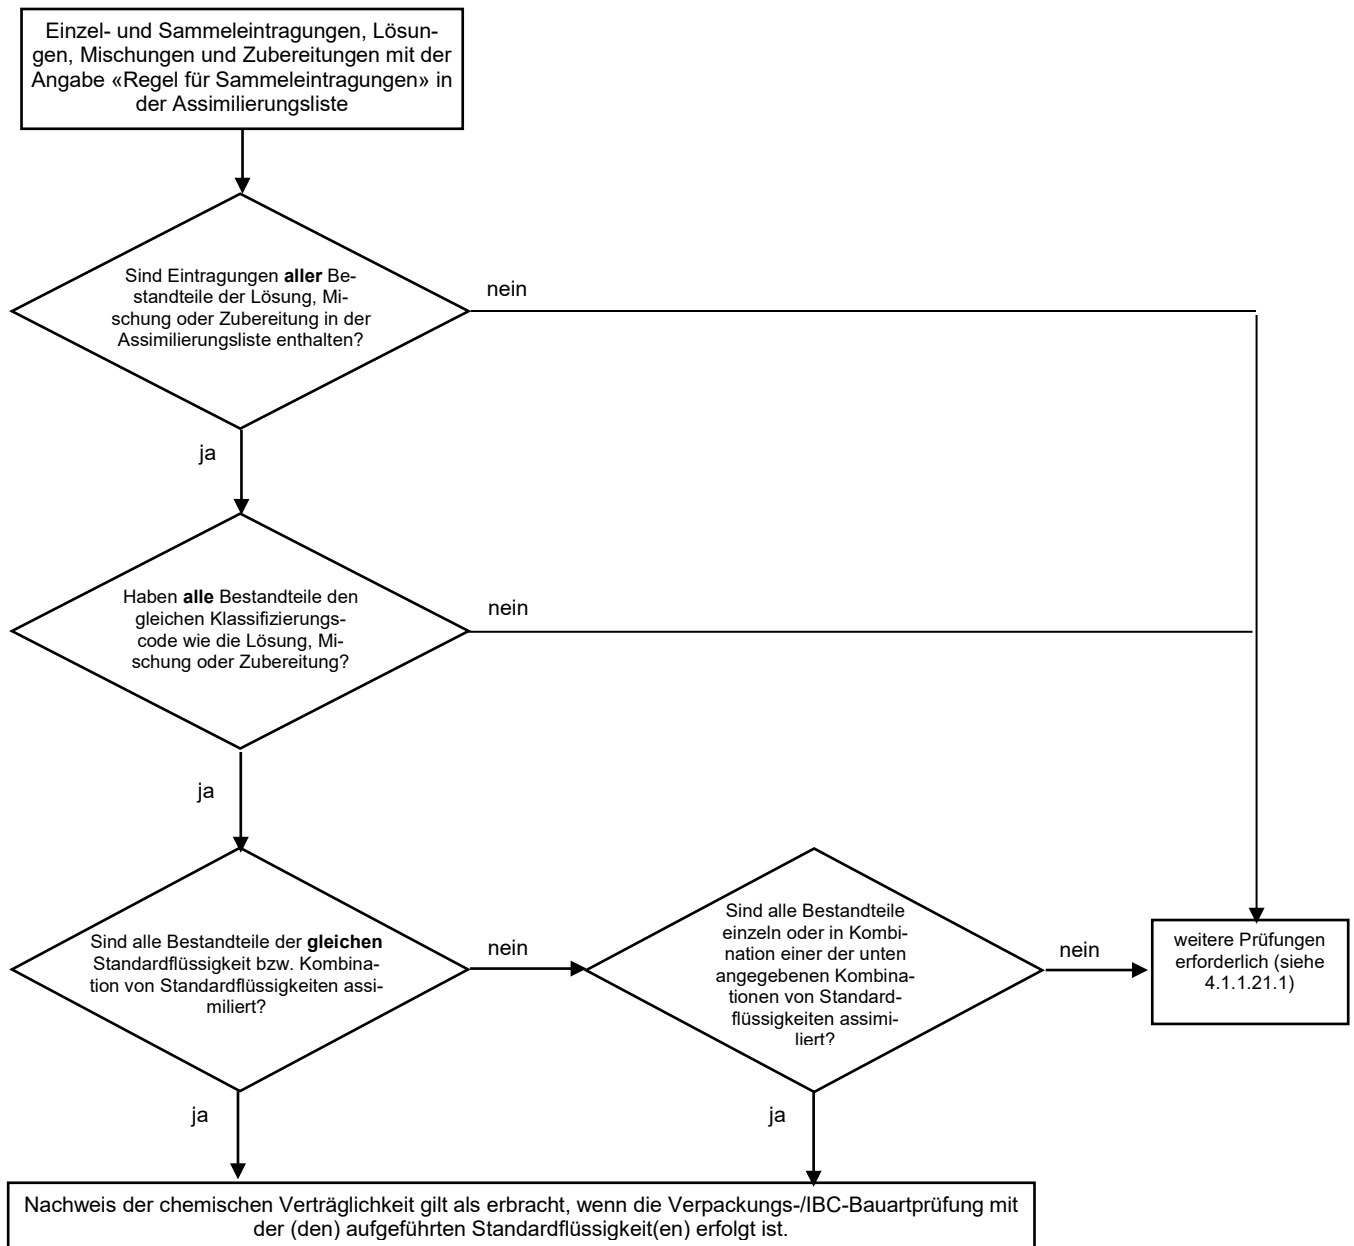 Einzel- und Sammeleintragungen, Lösun-
gen, Mischungen und Zubereitungen mit der
Angabe «Regel für Sammeleintragungen» in
der Assimilierungsliste
Sind Eintragungen aller Be-
standteile der Lösung, Mi-
schung oder Zubereitung in der
Assimilierungsliste enthalten?
nein
ja
Haben alle Bestandteile den
gleichen Klassifizierungs-
code wie die Lösung, Mi-
schung oder Zubereitung?
nein
ja
Sind alle Bestandteile der gleichen
Standardflüssigkeit bzw. Kombina-
tion von Standardflüssigkeiten assi-
miliert?
nein
Sind alle Bestandteile
einzeln oder in Kombi-
nation einer der unten
angegebenen Kombina-
tionen von Standard-
flüssigkeiten assimi-
liert?
nein
weitere Prüfungen
erforderlich (siehe
4.1.1.21.1)
ja
ja
Nachweis der chemischen Verträglichkeit gilt als erbracht, wenn die Verpackungs-/IBC-Bauartprüfung mit
der (den) aufgeführten Standardflüssigkeit(en) erfolgt ist.